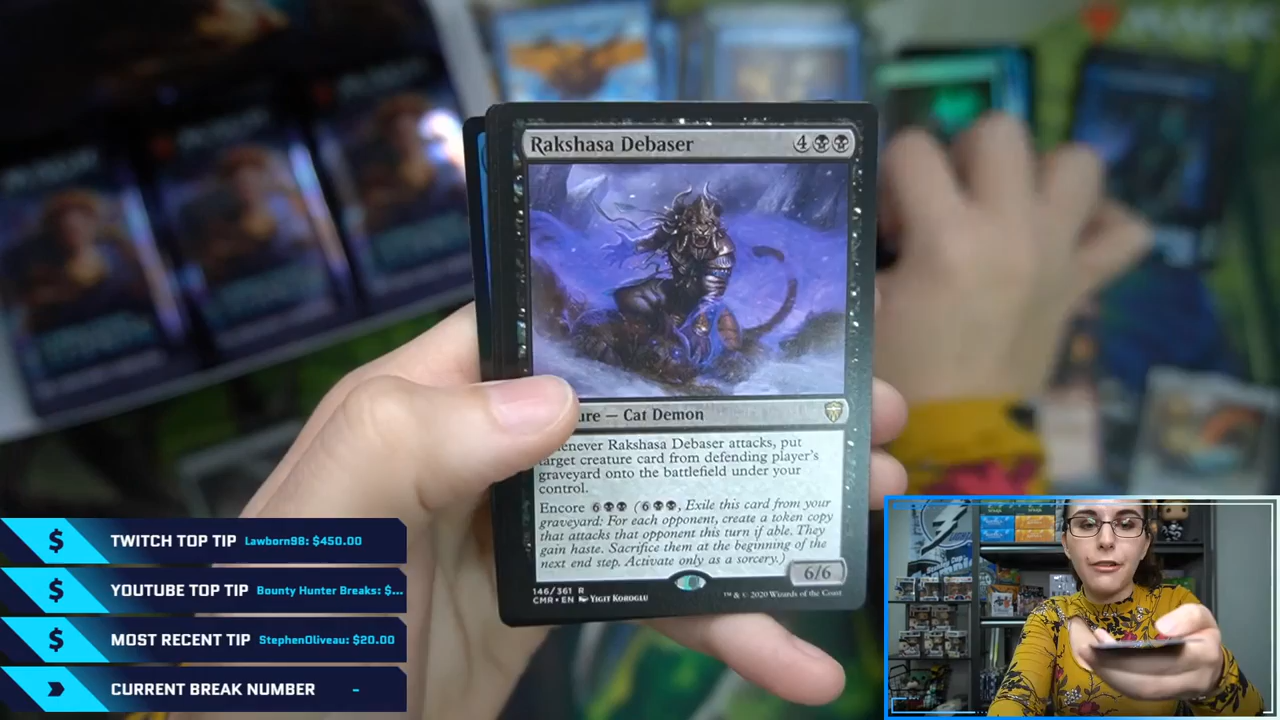 MAGIC
Rakshasa Debaser 4
ure — Cat Demon
enever Rakshasa Debaser attacks, put
target creature card from defending player's
graveyard onto the battlefield under your
control.
Encore 6 (6, Exile this card from your
graveyard: For each opponent, create a token copy
that attacks that opponent this turn if able. They
gain haste. Sacrifice them at the beginning of the
next end step. Activate only as a sorcery.)
6/6
146/361 R
CMR • EN YIGIT KOROGLU
™ & © 2020 Wizards of the Coast
$ TWITCH TOP TIP Lawborn98: $450.00
$ YOUTUBE TOP TIP Bounty Hunter Breaks: $...
$ MOST RECENT TIP StephenOliveau: $20.00
CURRENT BREAK NUMBER -